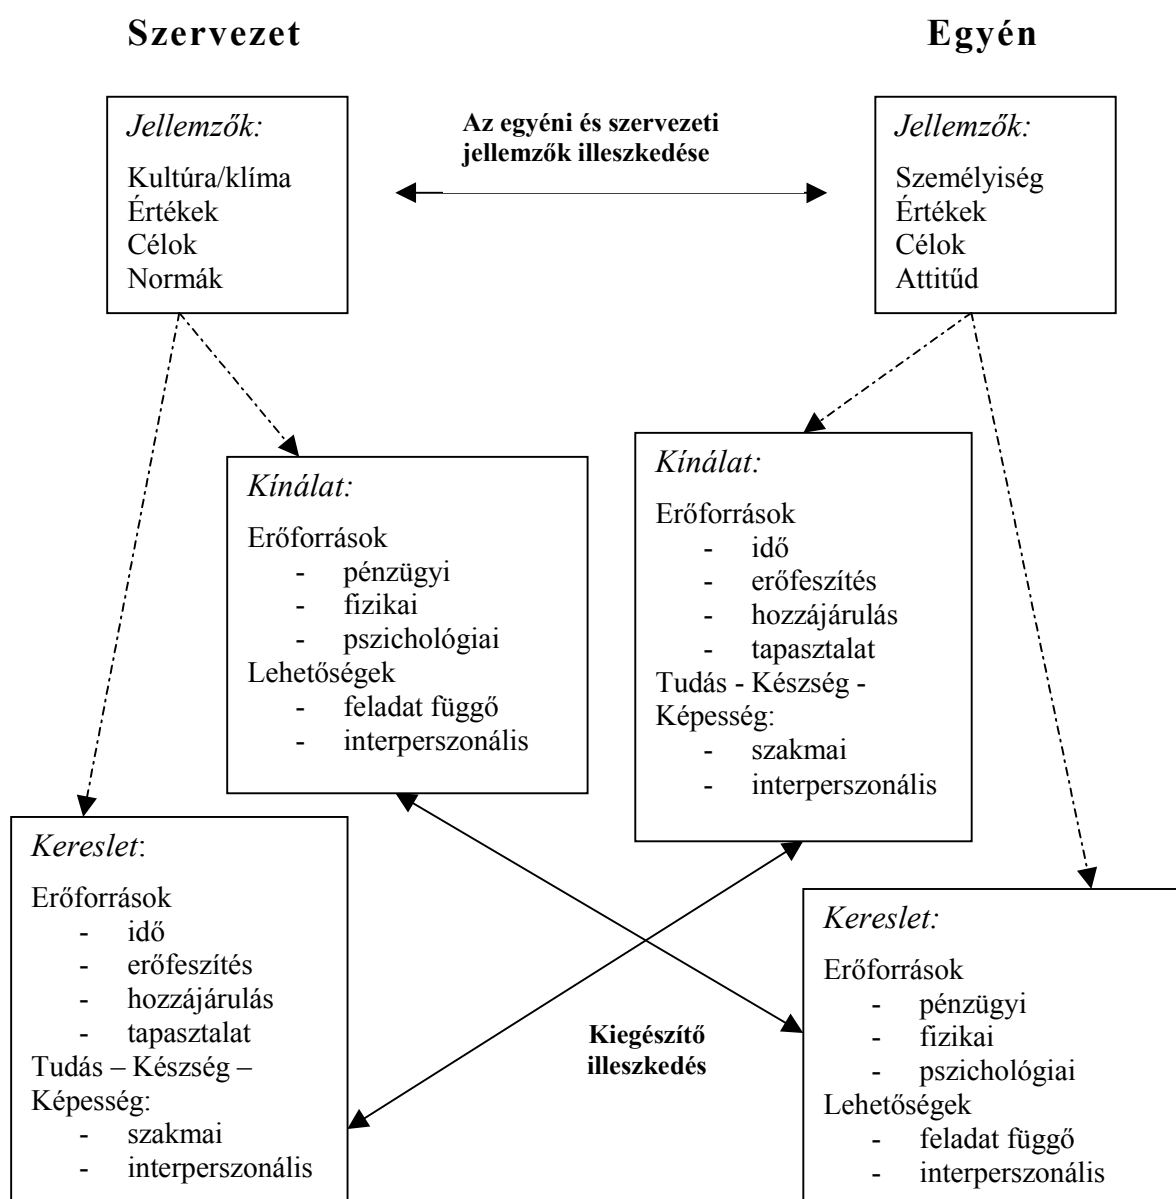 Szervezet
Egyén
Jellemzők:
Kultúra/klíma
Értékek
Célok
Normák
Az egyéni és szervezeti
jellemzők illeszkedése
Jellemzők:
Személyiség
Értékek
Célok
Attitűd
Kínálat:
Erőforrások
- pénzügyi
- fizikai
- pszichológiai
Lehetőségek
- feladat függő
- interperszonális
Kínálat:
Erőforrások
- idő
- erőfeszítés
- hozzájárulás
- tapasztalat
Tudás - Készség -
Képesség:
- szakmai
- interperszonális
Kereslet:
Erőforrások
- idő
- erőfeszítés
- hozzájárulás
- tapasztalat
Tudás – Készség –
Képesség:
- szakmai
- interperszonális
Kiegészítő
illeszkedés
Kereslet:
Erőforrások
- pénzügyi
- fizikai
- pszichológiai
Lehetőségek
- feladat függő
- interperszonális